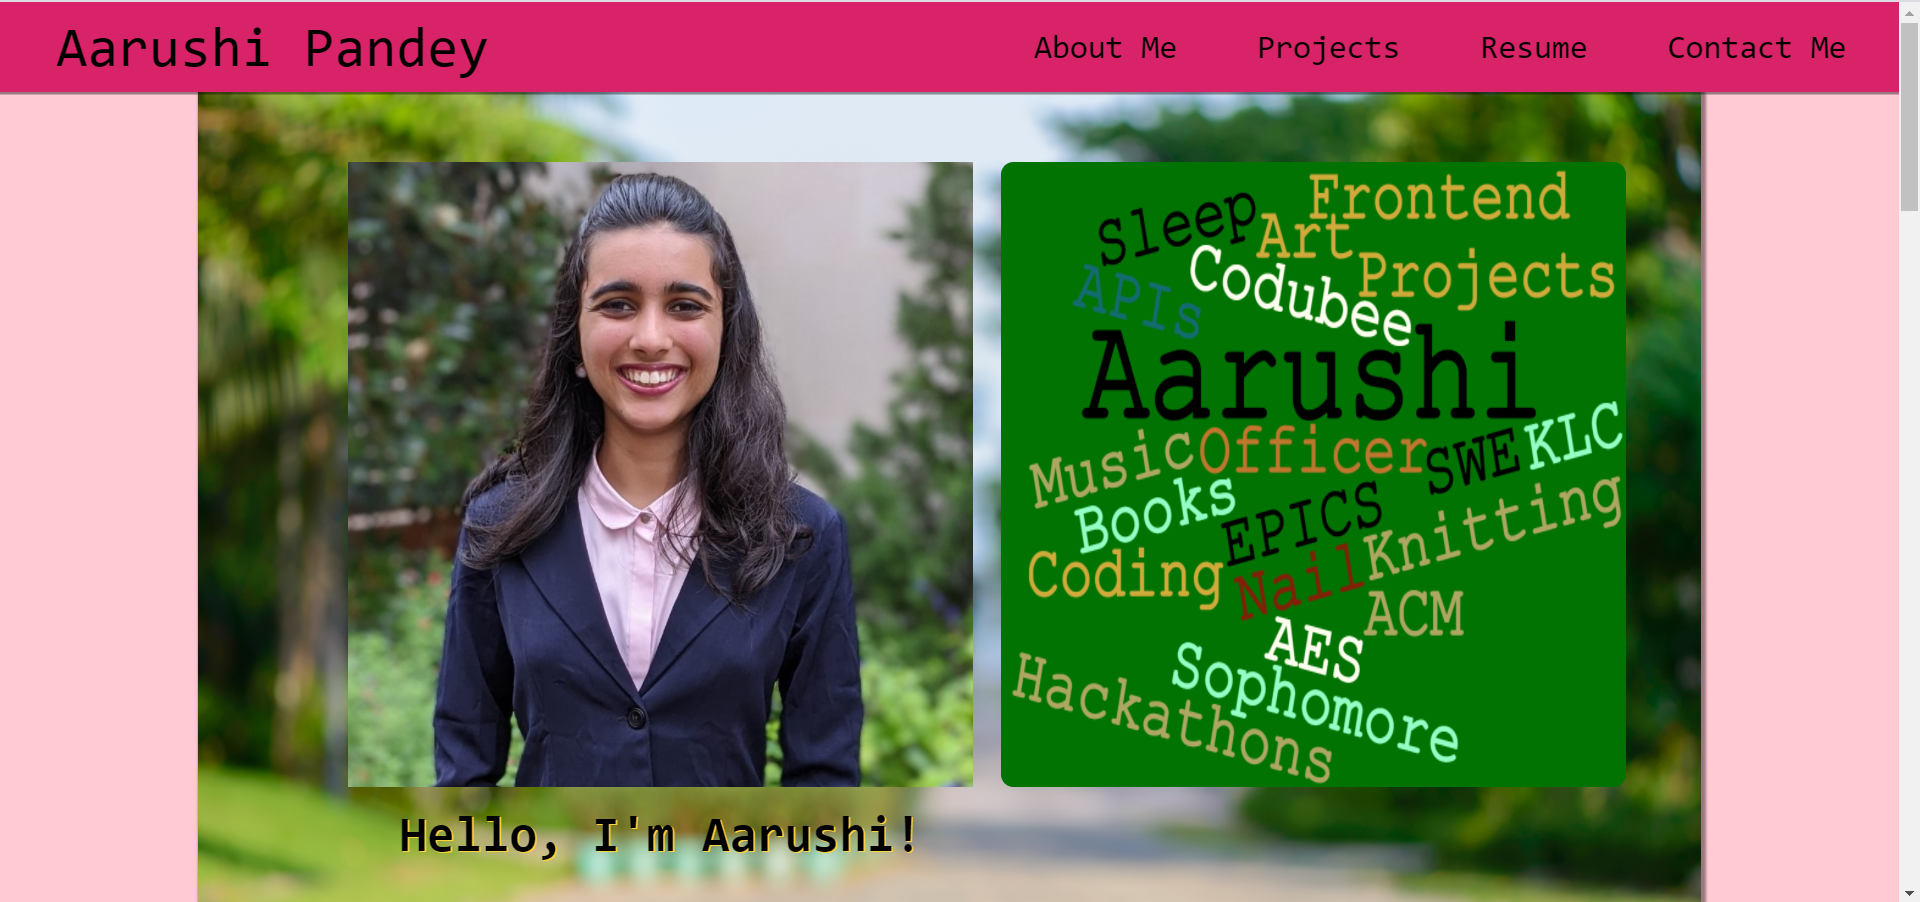 Aarushi Pandey
About Me
Projects
Resume
Contact Me
Frontend
Sleep
Art
Projects
Codubee
APIs
Aarushi
Music
Officer
SWE
KLC
Books
EPICS
Knitting
Coding
Nail
ACM
AES
Sophomore
Hackathons
Hello, I'm Aarushi!